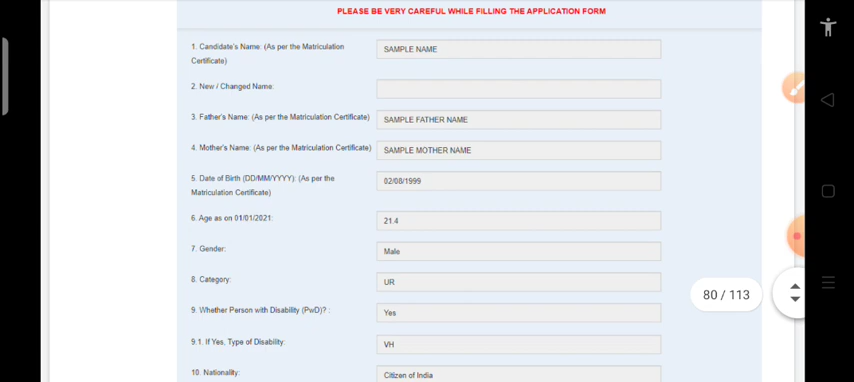 PLEASE BE VERY CAREFUL WHILE FILLING THE APPLICATION FORM
1. Candidate's Name: (As per the Matriculation
Certificate)
SAMPLE NAME
2. New / Changed Name:
3. Father's Name: (As per the Matriculation Certificate)
SAMPLE FATHER NAME
4. Mother's Name: (As per the Matriculation Certificate)
SAMPLE MOTHER NAME
5. Date of Birth (DD/MM/YYYY): (As per the
Matriculation Certificate)
02/08/1999
6. Age as on 01/01/2021:
21.4
7. Gender:
Male
8. Category:
UR
9. Whether Person with Disability (PwD)? :
Yes
9.1. If Yes, Type of Disability:
VH
10. Nationality:
Citizen of India
80 / 113